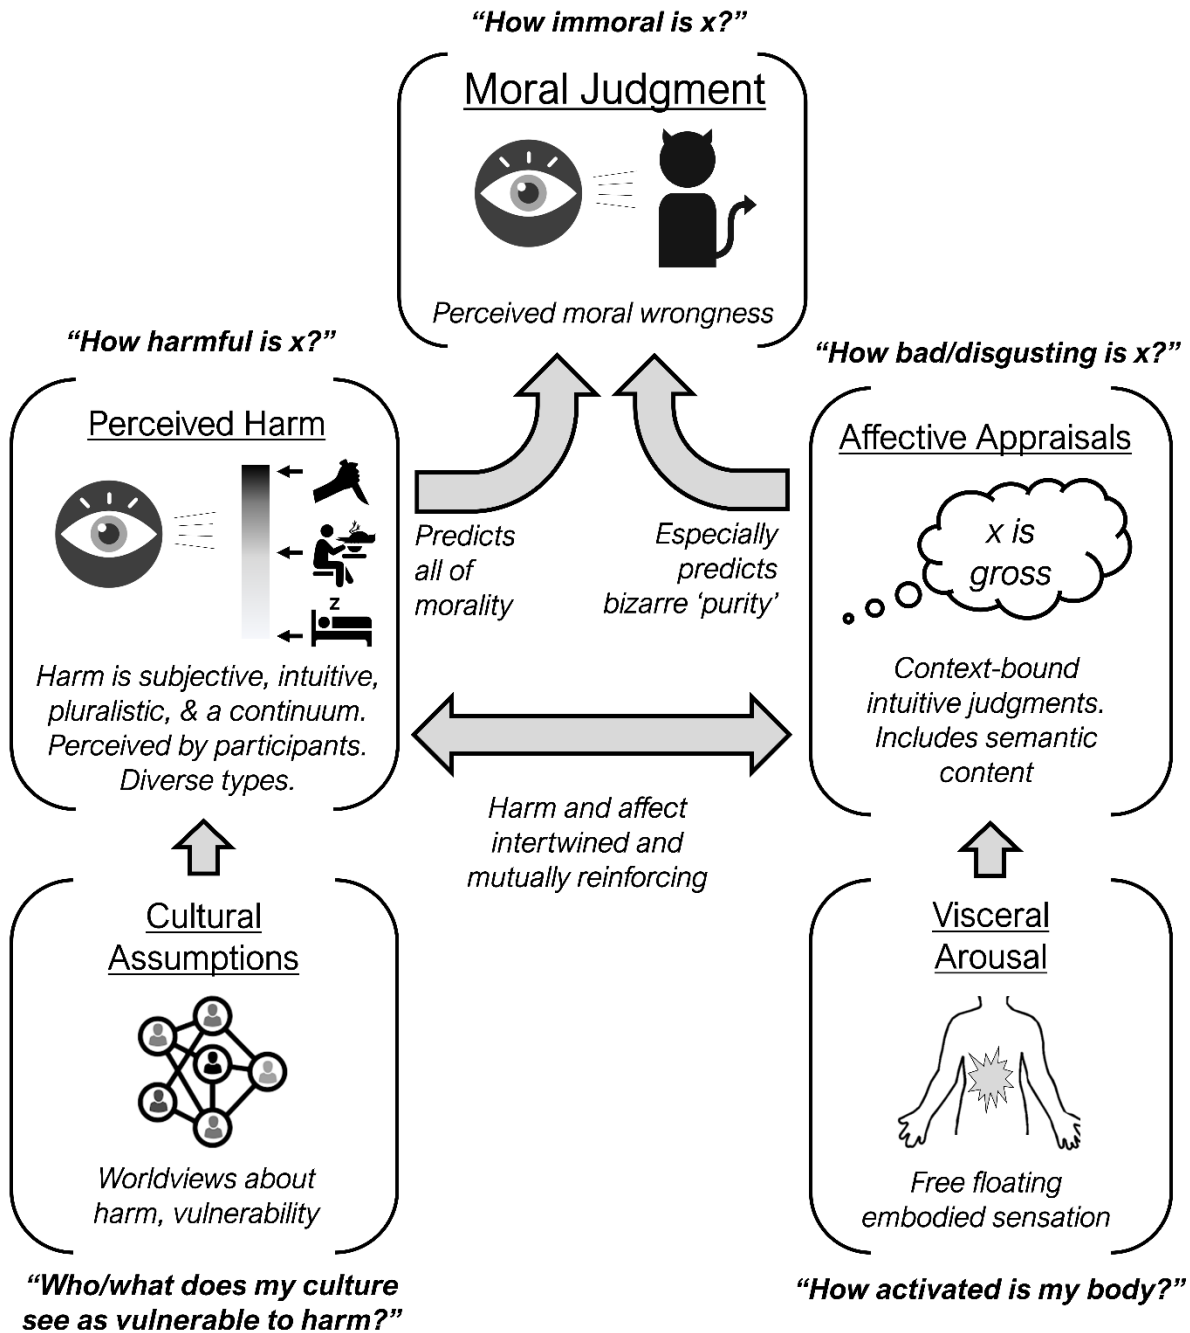 “How immoral is x?”
Moral Judgment
Perceived moral wrongness
“How harmful is x?”
Perceived Harm
z
Harm is subjective, intuitive,
pluralistic, & a continuum.
Perceived by participants.
Diverse types.
Predicts
all of
morality
Especially
predicts
bizarre ‘purity’
“How bad/disgusting is x?”
Affective Appraisals
x is
gross
Context-bound
intuitive judgments.
Includes semantic
content
Harm and affect
intertwined and
mutually reinforcing
Cultural
Assumptions
Worldviews about
harm, vulnerability
“Who/what does my culture
see as vulnerable to harm?”
Visceral
Arousal
Free floating
embodied sensation
“How activated is my body?”